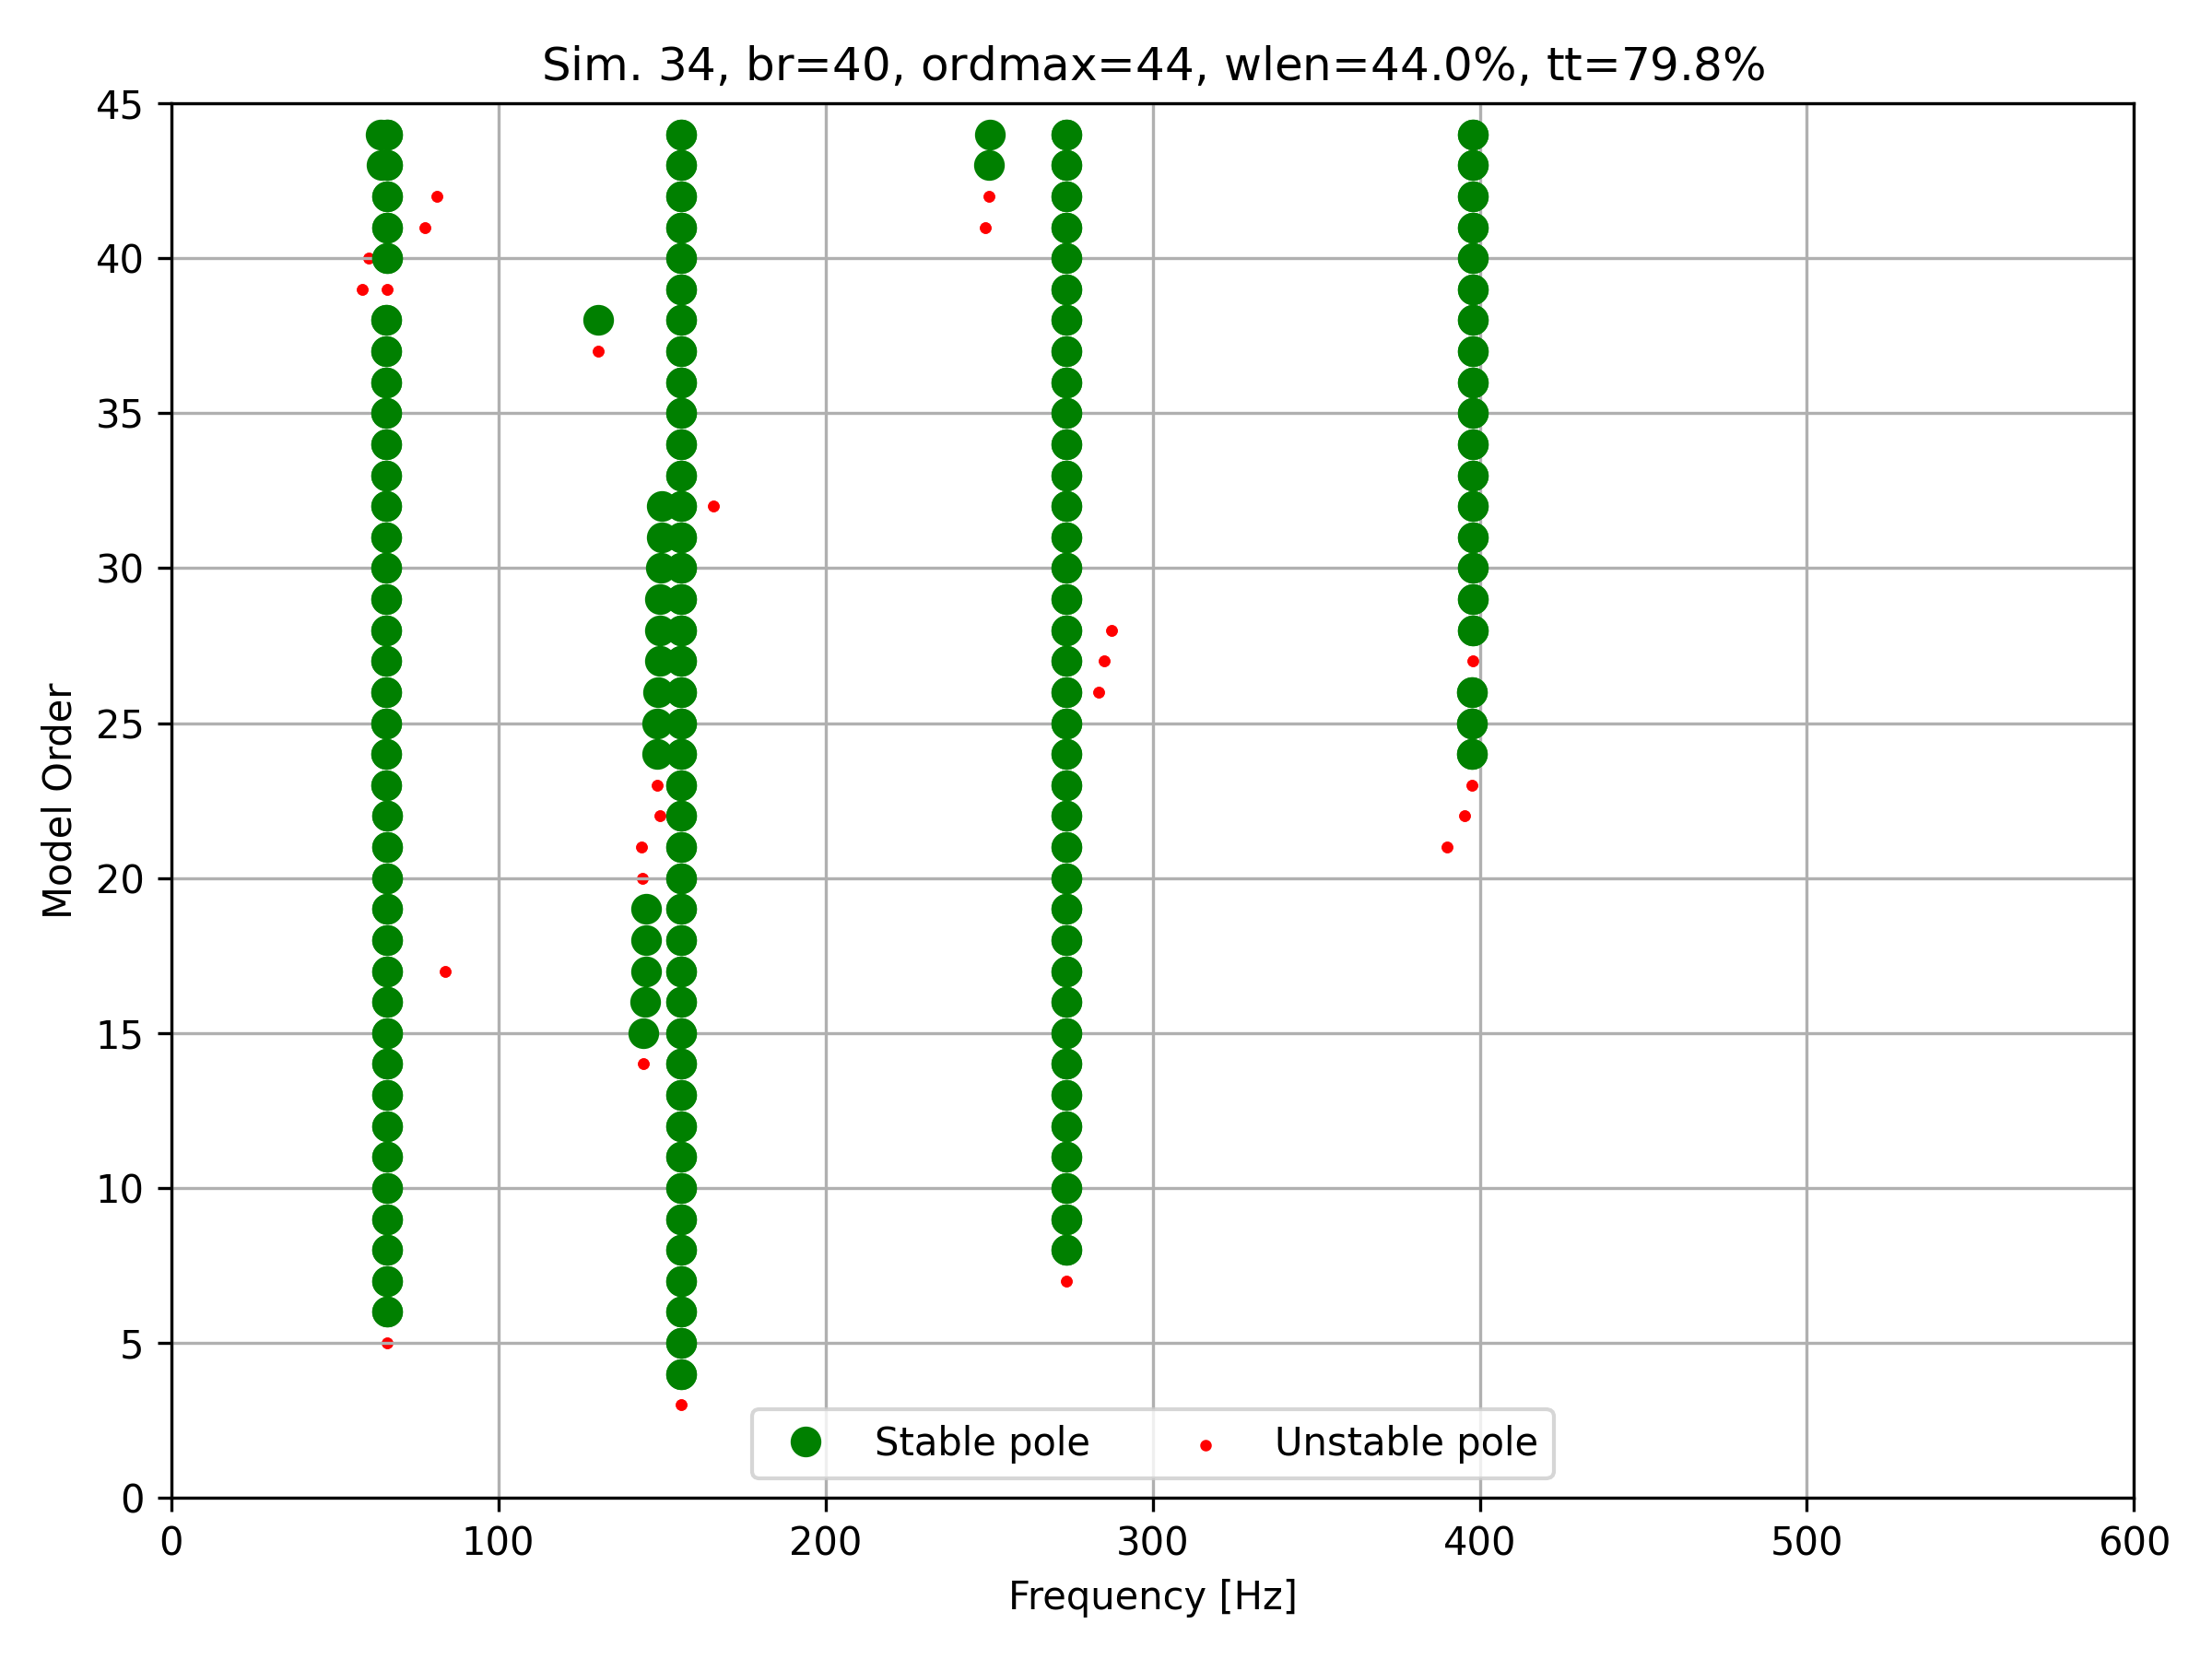 Sim. 34, br=40, ordmax=44, wlen=44.0%, tt=79.8%
45
40
35
30
25
20
15
10
5
0
Model Order
Stable pole
Unstable pole
0 100 200 300 400 500 600
Frequency [Hz]